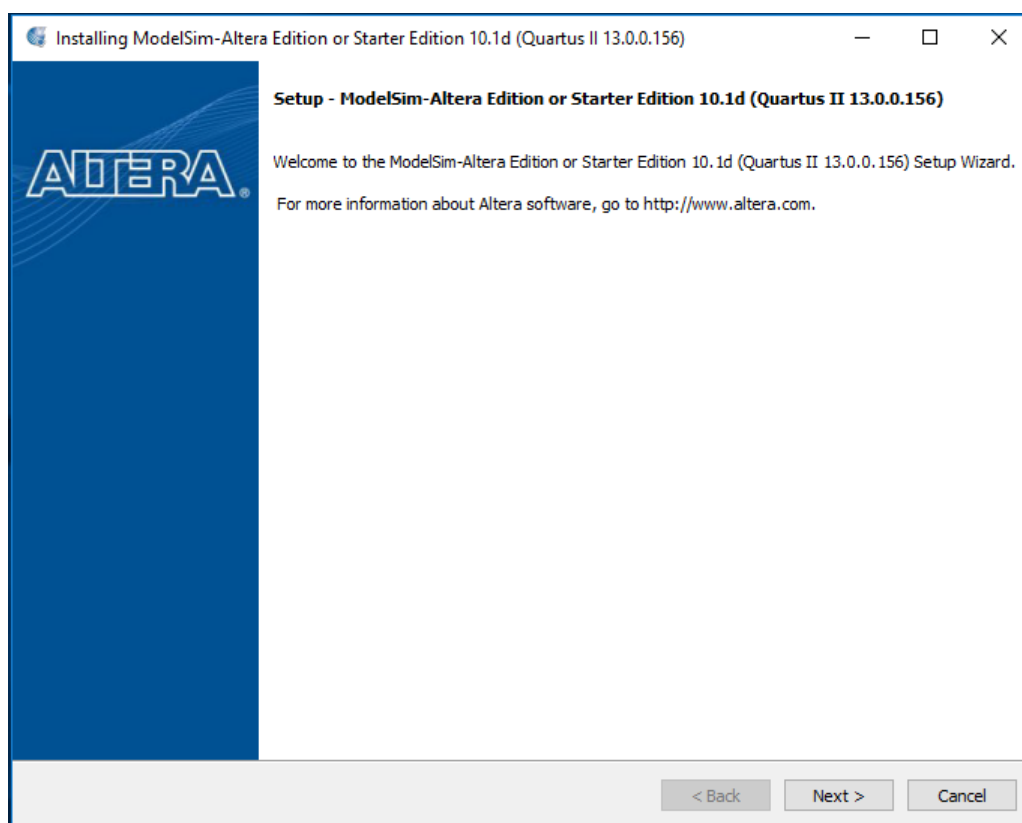 Installing ModelSim-Altera Edition or Starter Edition 10.1d (Quartus II 13.0.0.156)
Setup - ModelSim-Altera Edition or Starter Edition 10.1d (Quartus II 13.0.0.156)
ALTERA®
Welcome to the ModelSim-Altera Edition or Starter Edition 10.1d (Quartus II 13.0.0.156) Setup Wizard.
For more information about Altera software, go to http://www.altera.com.
< Back Next > Cancel